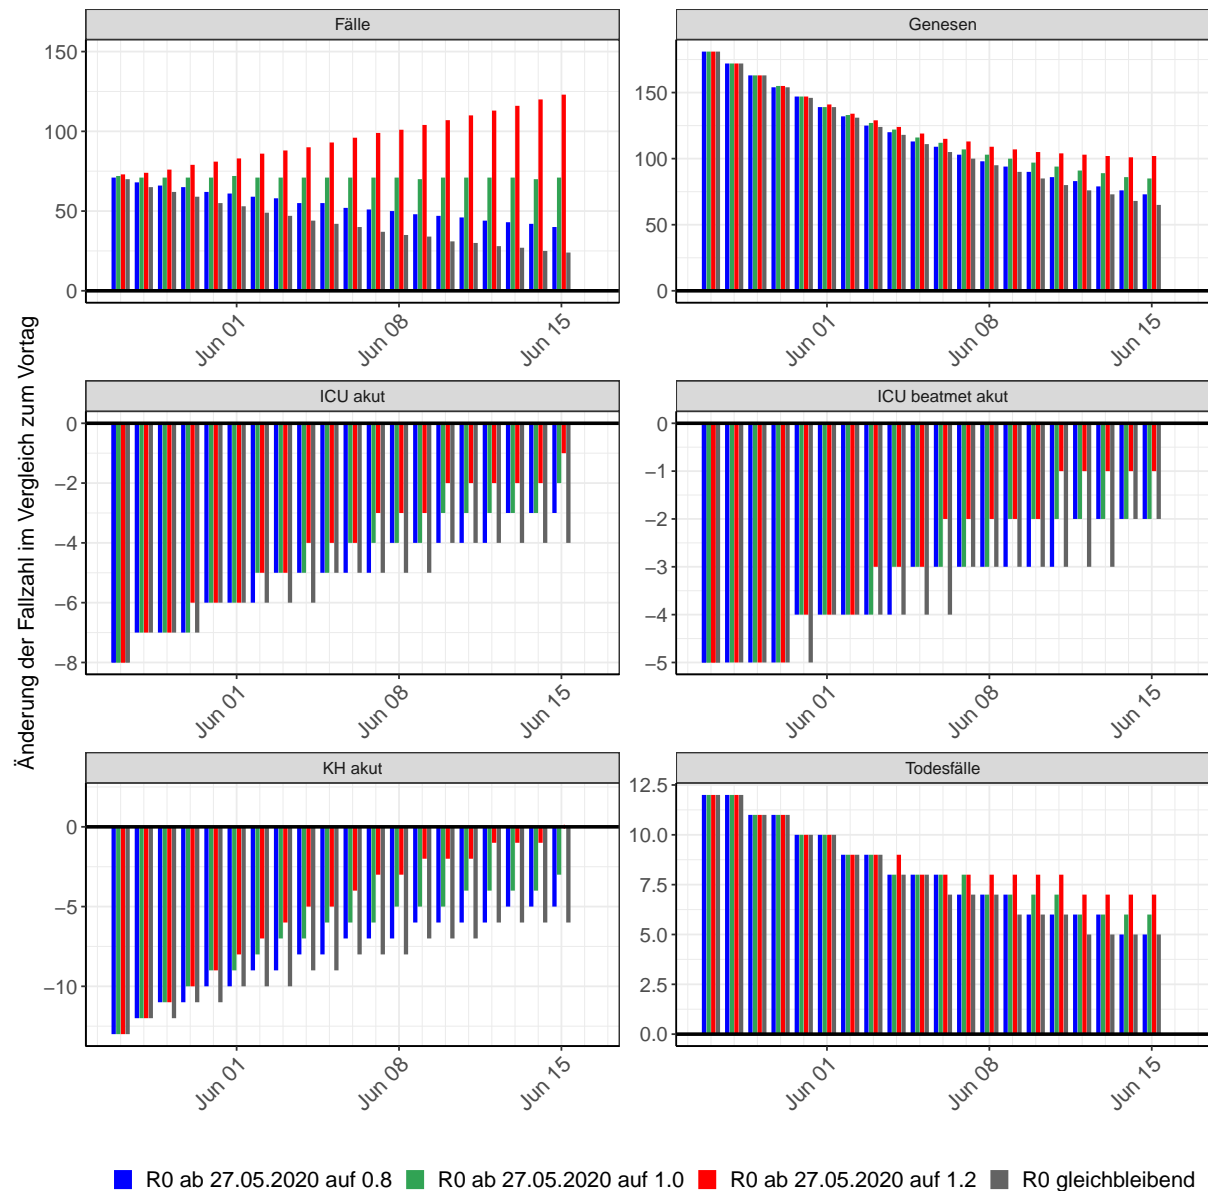 Änderung der Fallzahl im Vergleich zum Vortag
Fälle
150
100
50
0
Jun 01
Jun 08
Jun 15
Genesen
150
100
50
0
Jun 01
Jun 08
Jun 15
ICU akut
0
−2
−4
−6
−8
Jun 01
Jun 08
Jun 15
ICU beatmet akut
0
−1
−2
−3
−4
−5
Jun 01
Jun 08
Jun 15
KH akut
0
−5
−10
Jun 01
Jun 08
Jun 15
Todesfälle
12.5
10.0
7.5
5.0
2.5
0.0
Jun 01
Jun 08
Jun 15
R0 ab 27.05.2020 auf 0.8
R0 ab 27.05.2020 auf 1.0
R0 ab 27.05.2020 auf 1.2
R0 gleichbleibend